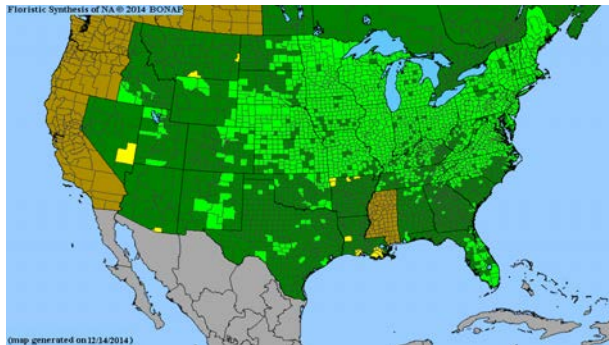 Floristic Synthesis of NA © 2014 BONAP
(map generated on 12/14/2014)